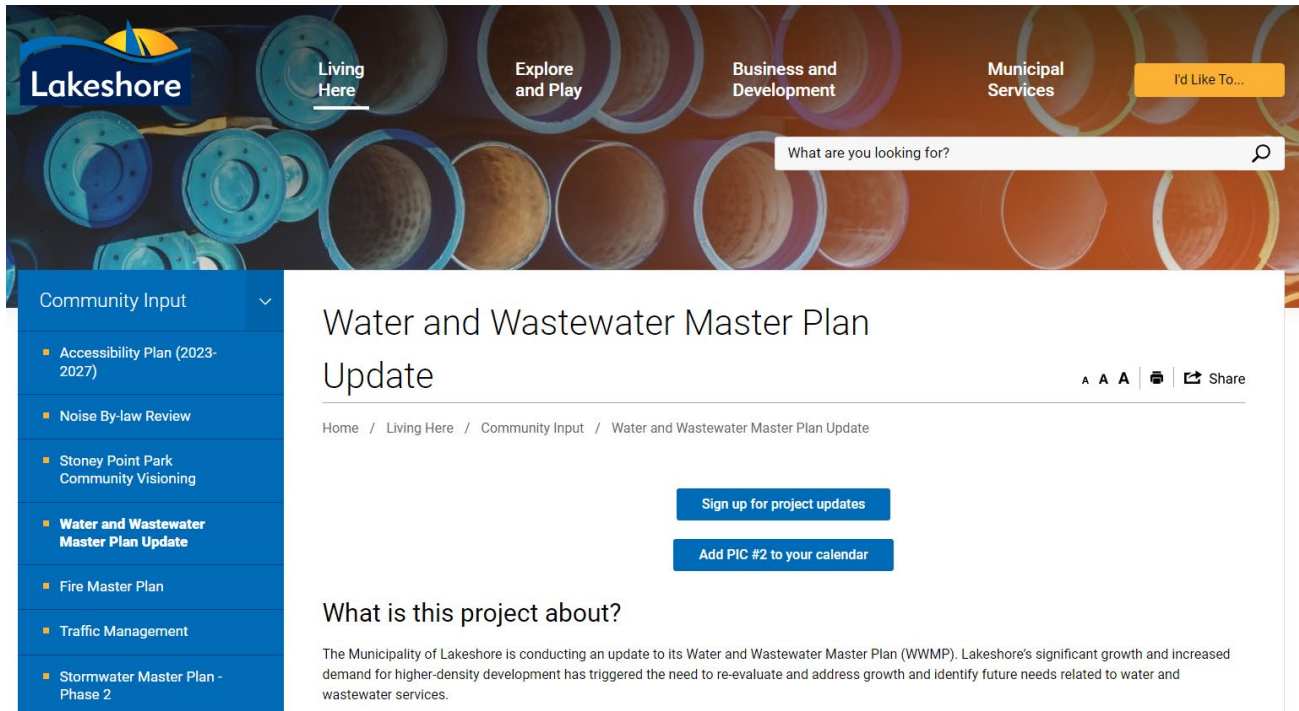 Lakeshore
Living
Here
Explore
and Play
Business and
Development
Municipal
Services
I'd Like To...
What are you looking for?
Community Input
Accessibility Plan (2023-
2027)
Noise By-law Review
Stoney Point Park
Community Visioning
Water and Wastewater
Master Plan Update
Fire Master Plan
Traffic Management
Stormwater Master Plan -
Phase 2
Water and Wastewater Master Plan
Update
A A A Share
Home / Living Here / Community Input / Water and Wastewater Master Plan Update
Sign up for project updates
Add PIC #2 to your calendar
What is this project about?
The Municipality of Lakeshore is conducting an update to its Water and Wastewater Master Plan (WWMP). Lakeshore's significant growth and increased
demand for higher-density development has triggered the need to re-evaluate and address growth and identify future needs related to water and
wastewater services.